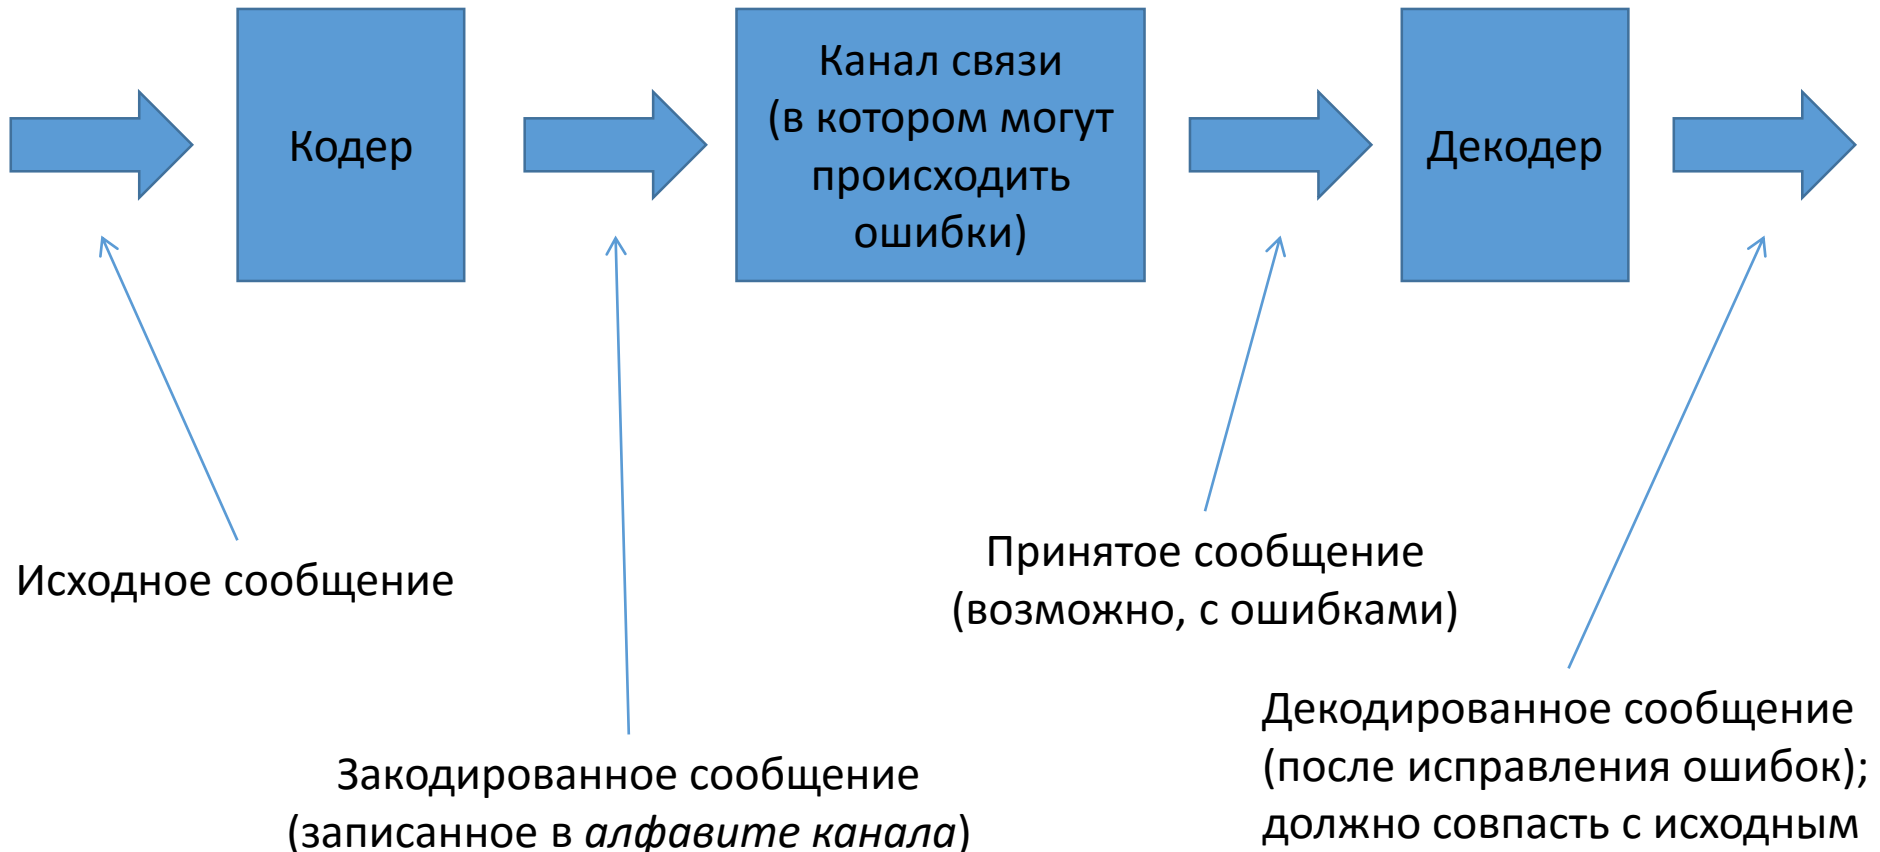 Кодер
Канал связи
(в котором могут
происходить
ошибки)
Декодер
Исходное сообщение
Закодированное сообщение
(записанное в алфавите канала)
Принятое сообщение
(возможно, с ошибками)
Декодированное сообщение
(после исправления ошибок);
должно совпасть с исходным